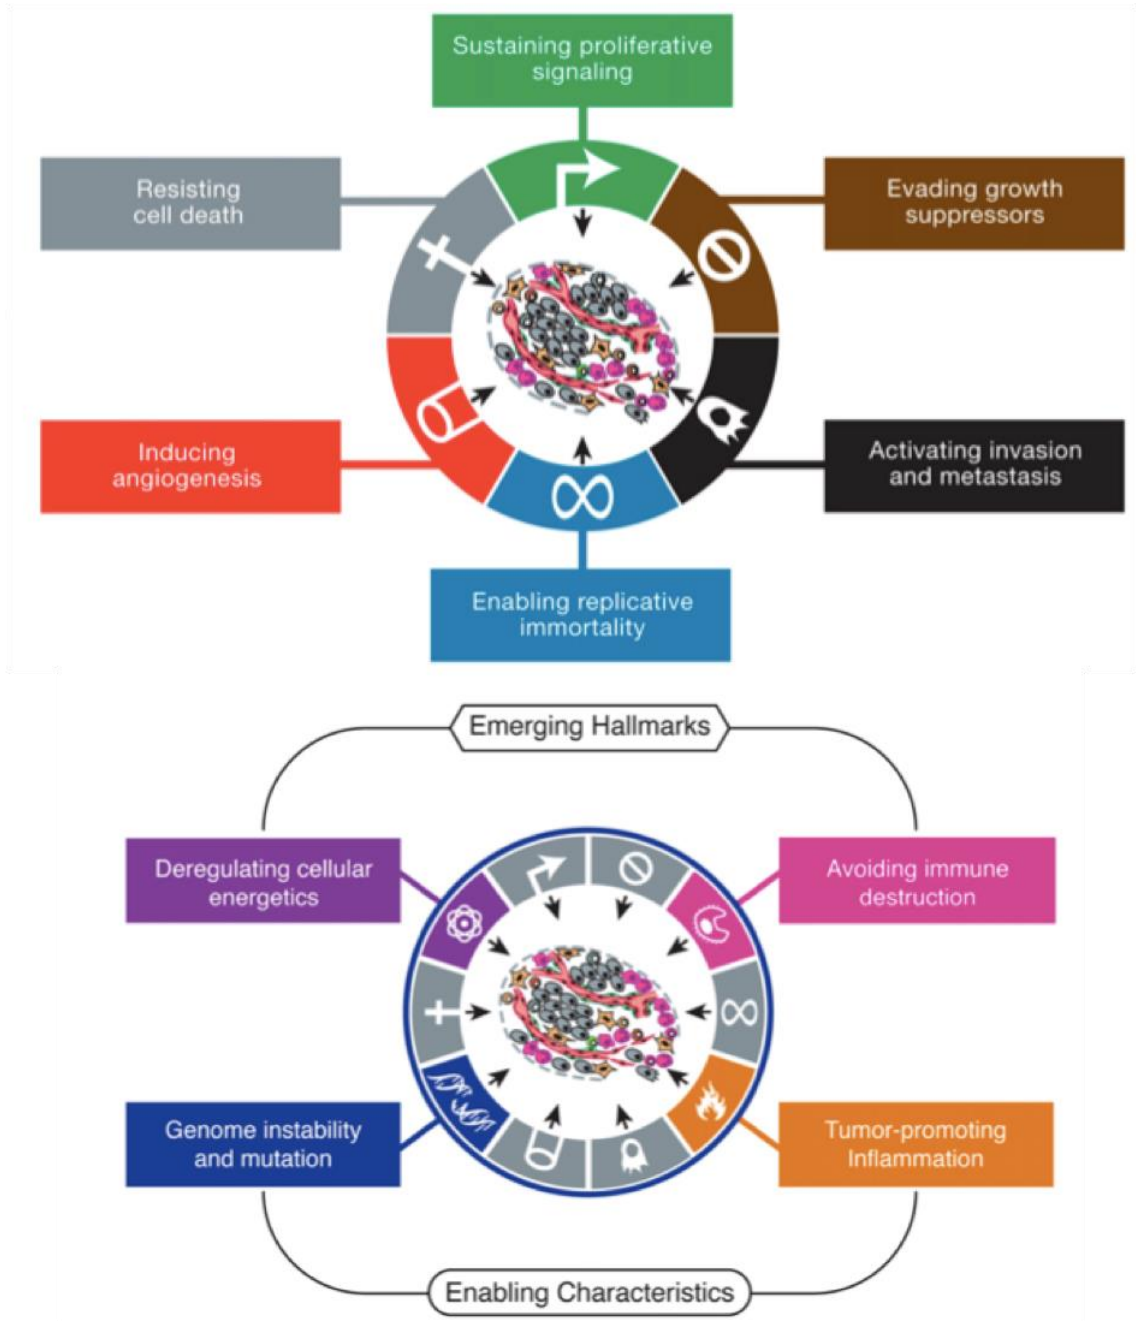 Sustaining proliferative
signaling
Resisting
cell death
Evading growth
suppressors
Inducing
angiogenesis
Activating invasion
and metastasis
Enabling replicative
immortality
Emerging Hallmarks
Deregulating cellular
energetics
Avoiding immune
destruction
Genome instability
and mutation
Tumor-promoting
Inflammation
Enabling Characteristics